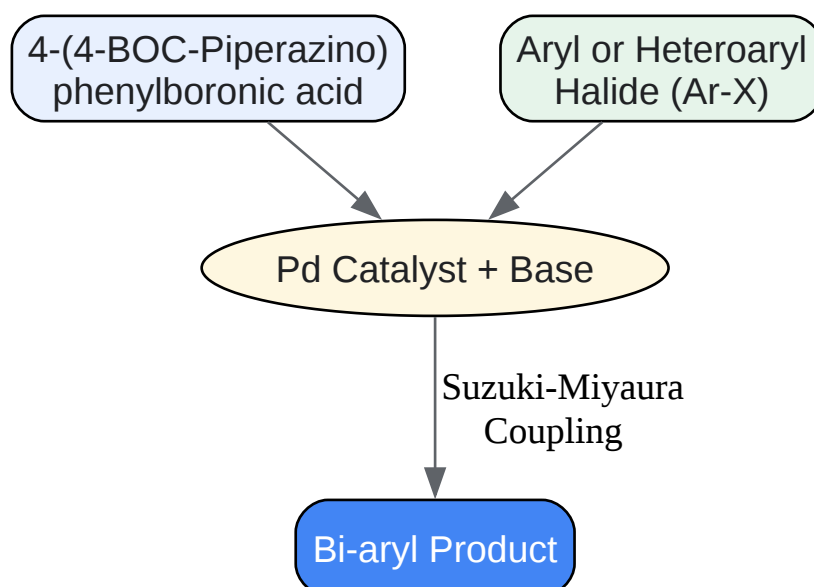 4-(4-BOC-Piperazino)
phenylboronic acid
Aryl or Heteroaryl
Halide (Ar-X)
Pd Catalyst + Base
Suzuki-Miyaura
Coupling
Bi-aryl Product